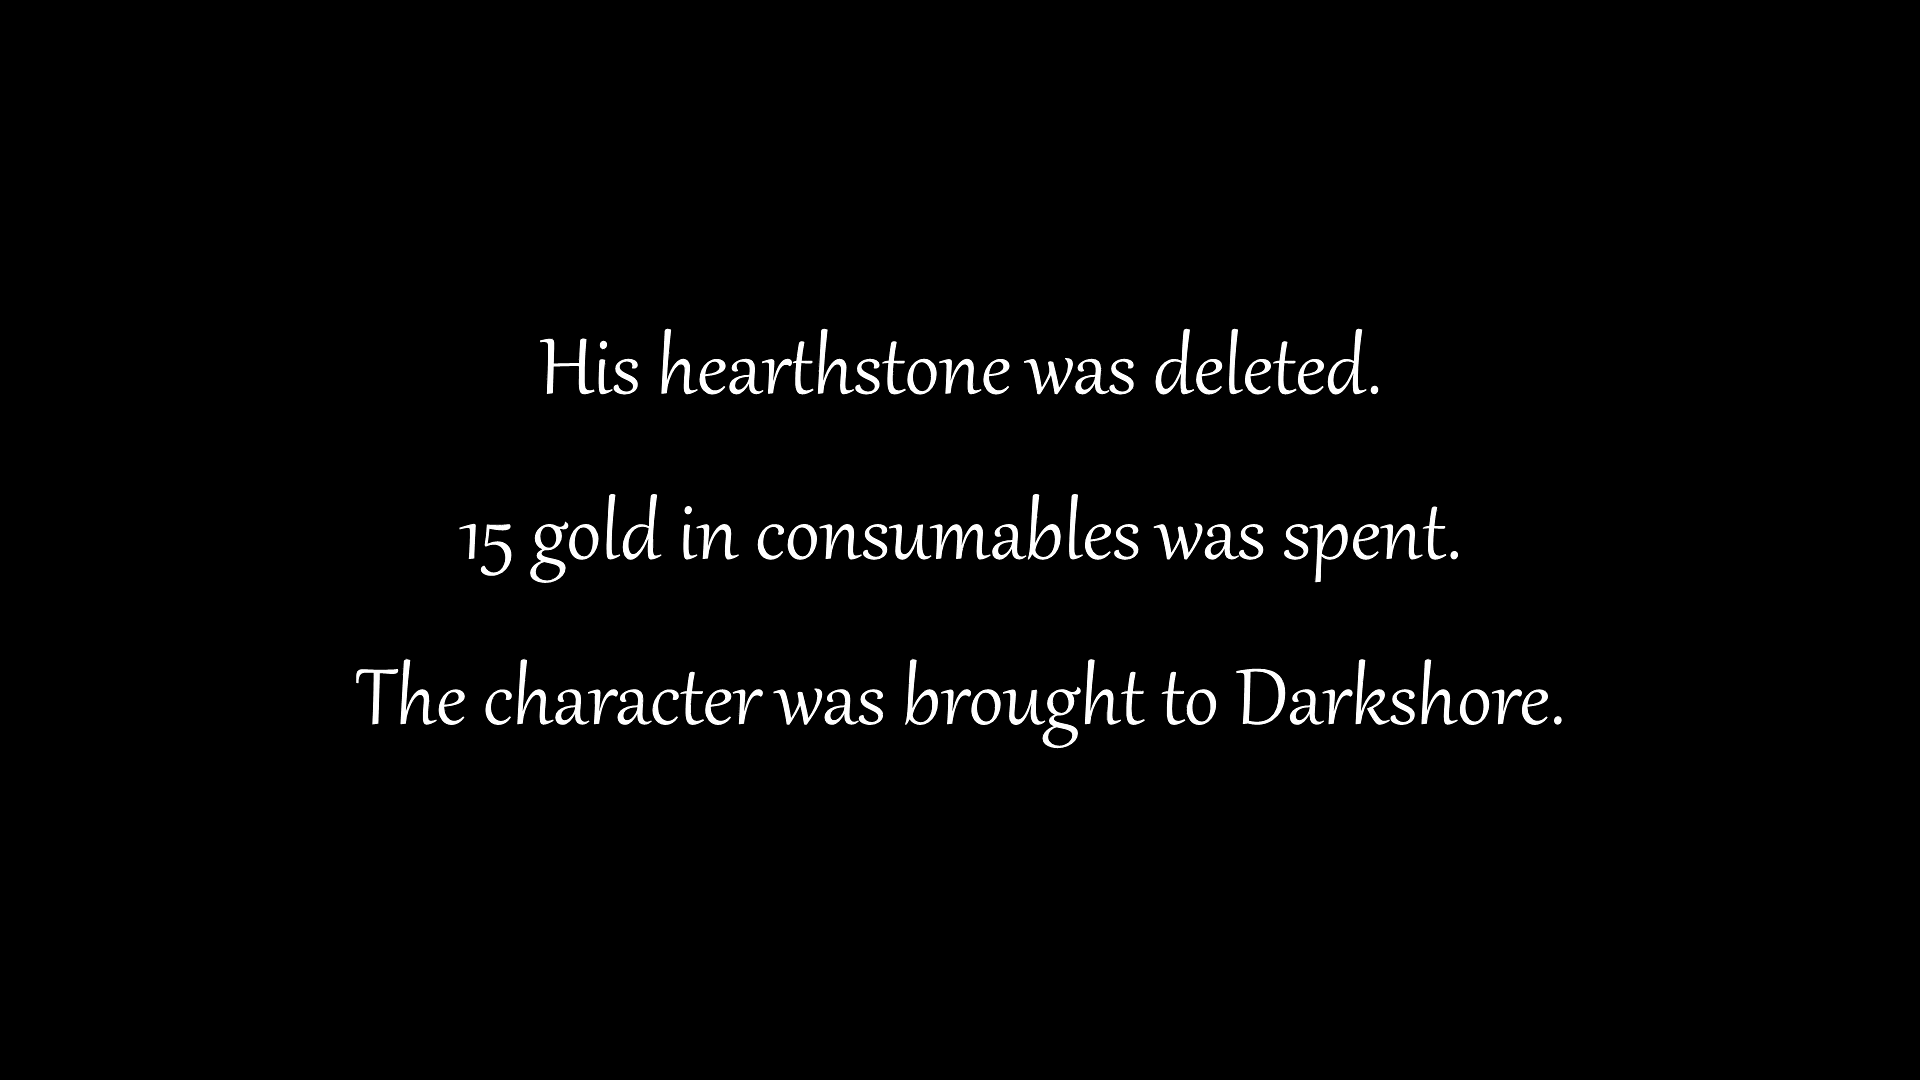 His hearthstone was deleted.
15 gold in consumables was spent.
The character was brought to Darkshore.